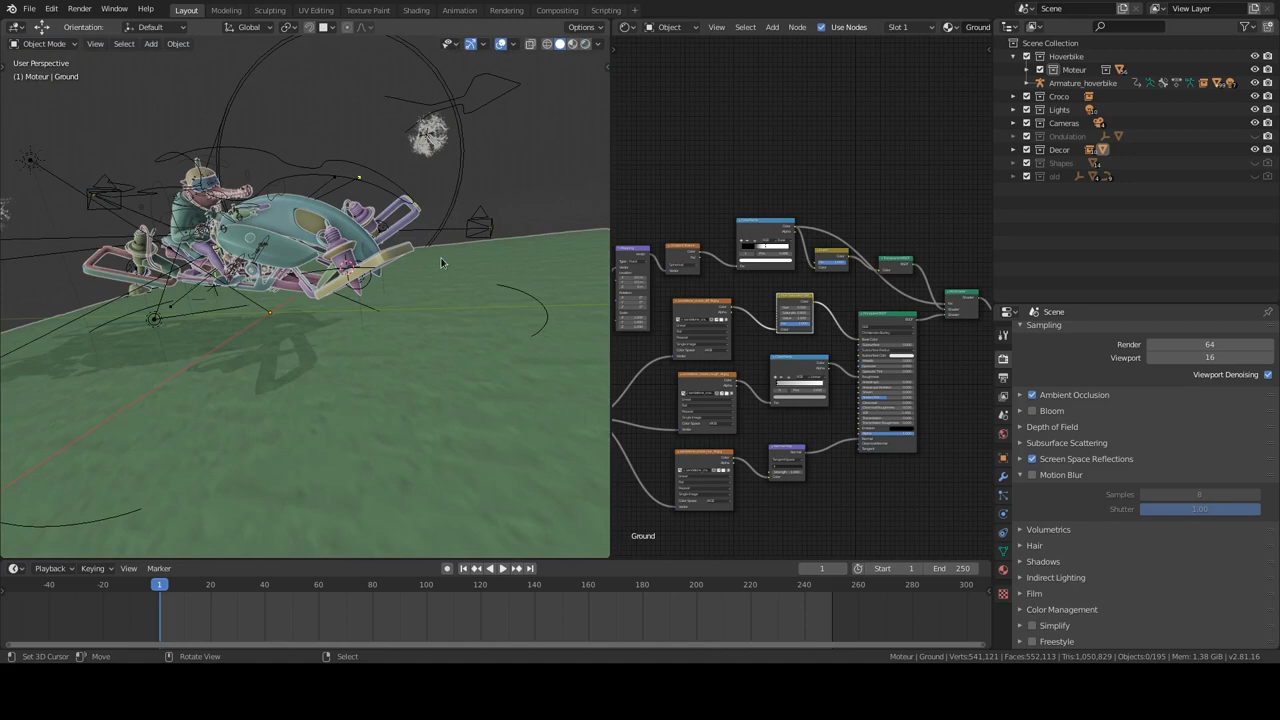 File Edit Render Window Help Layout Modeling Sculpting UV Editing Texture Paint Shading Animation Rendering Compositing Scripting Scene View Layer
Orientation: Default Global Options Object View Select Add Node Use Nodes Slot 1 Ground
Object Mode View Select Add Object
User Perspective
(1) Moteur | Ground
Scene Collection
Hoverbike
Moteur
Armature_hoverbike
Croco
Lights
Cameras
Ondulation
Decor
Shapes
old
Ground
Scene
Sampling
Render 64
Viewport 16
Viewport Denoising
Ambient Occlusion
Bloom
Depth of Field
Subsurface Scattering
Screen Space Reflections
Motion Blur
Samples 8
Shutter 1.00
Volumetrics
Hair
Shadows
Indirect Lighting
Film
Color Management
Simplify
Freestyle
Playback Keying View Marker 1 Start 1 End 250
-40 -20 1 20 40 60 80 100 120 140 160 180 200 220 240 260 280 300
Set 3D Cursor Move Rotate View Select Moteur | Ground | Verts:541,121 | Faces:552,113 | Tris:1,050,829 | Objects:0/195 | Mem: 1.38 GiB | v2.81.16